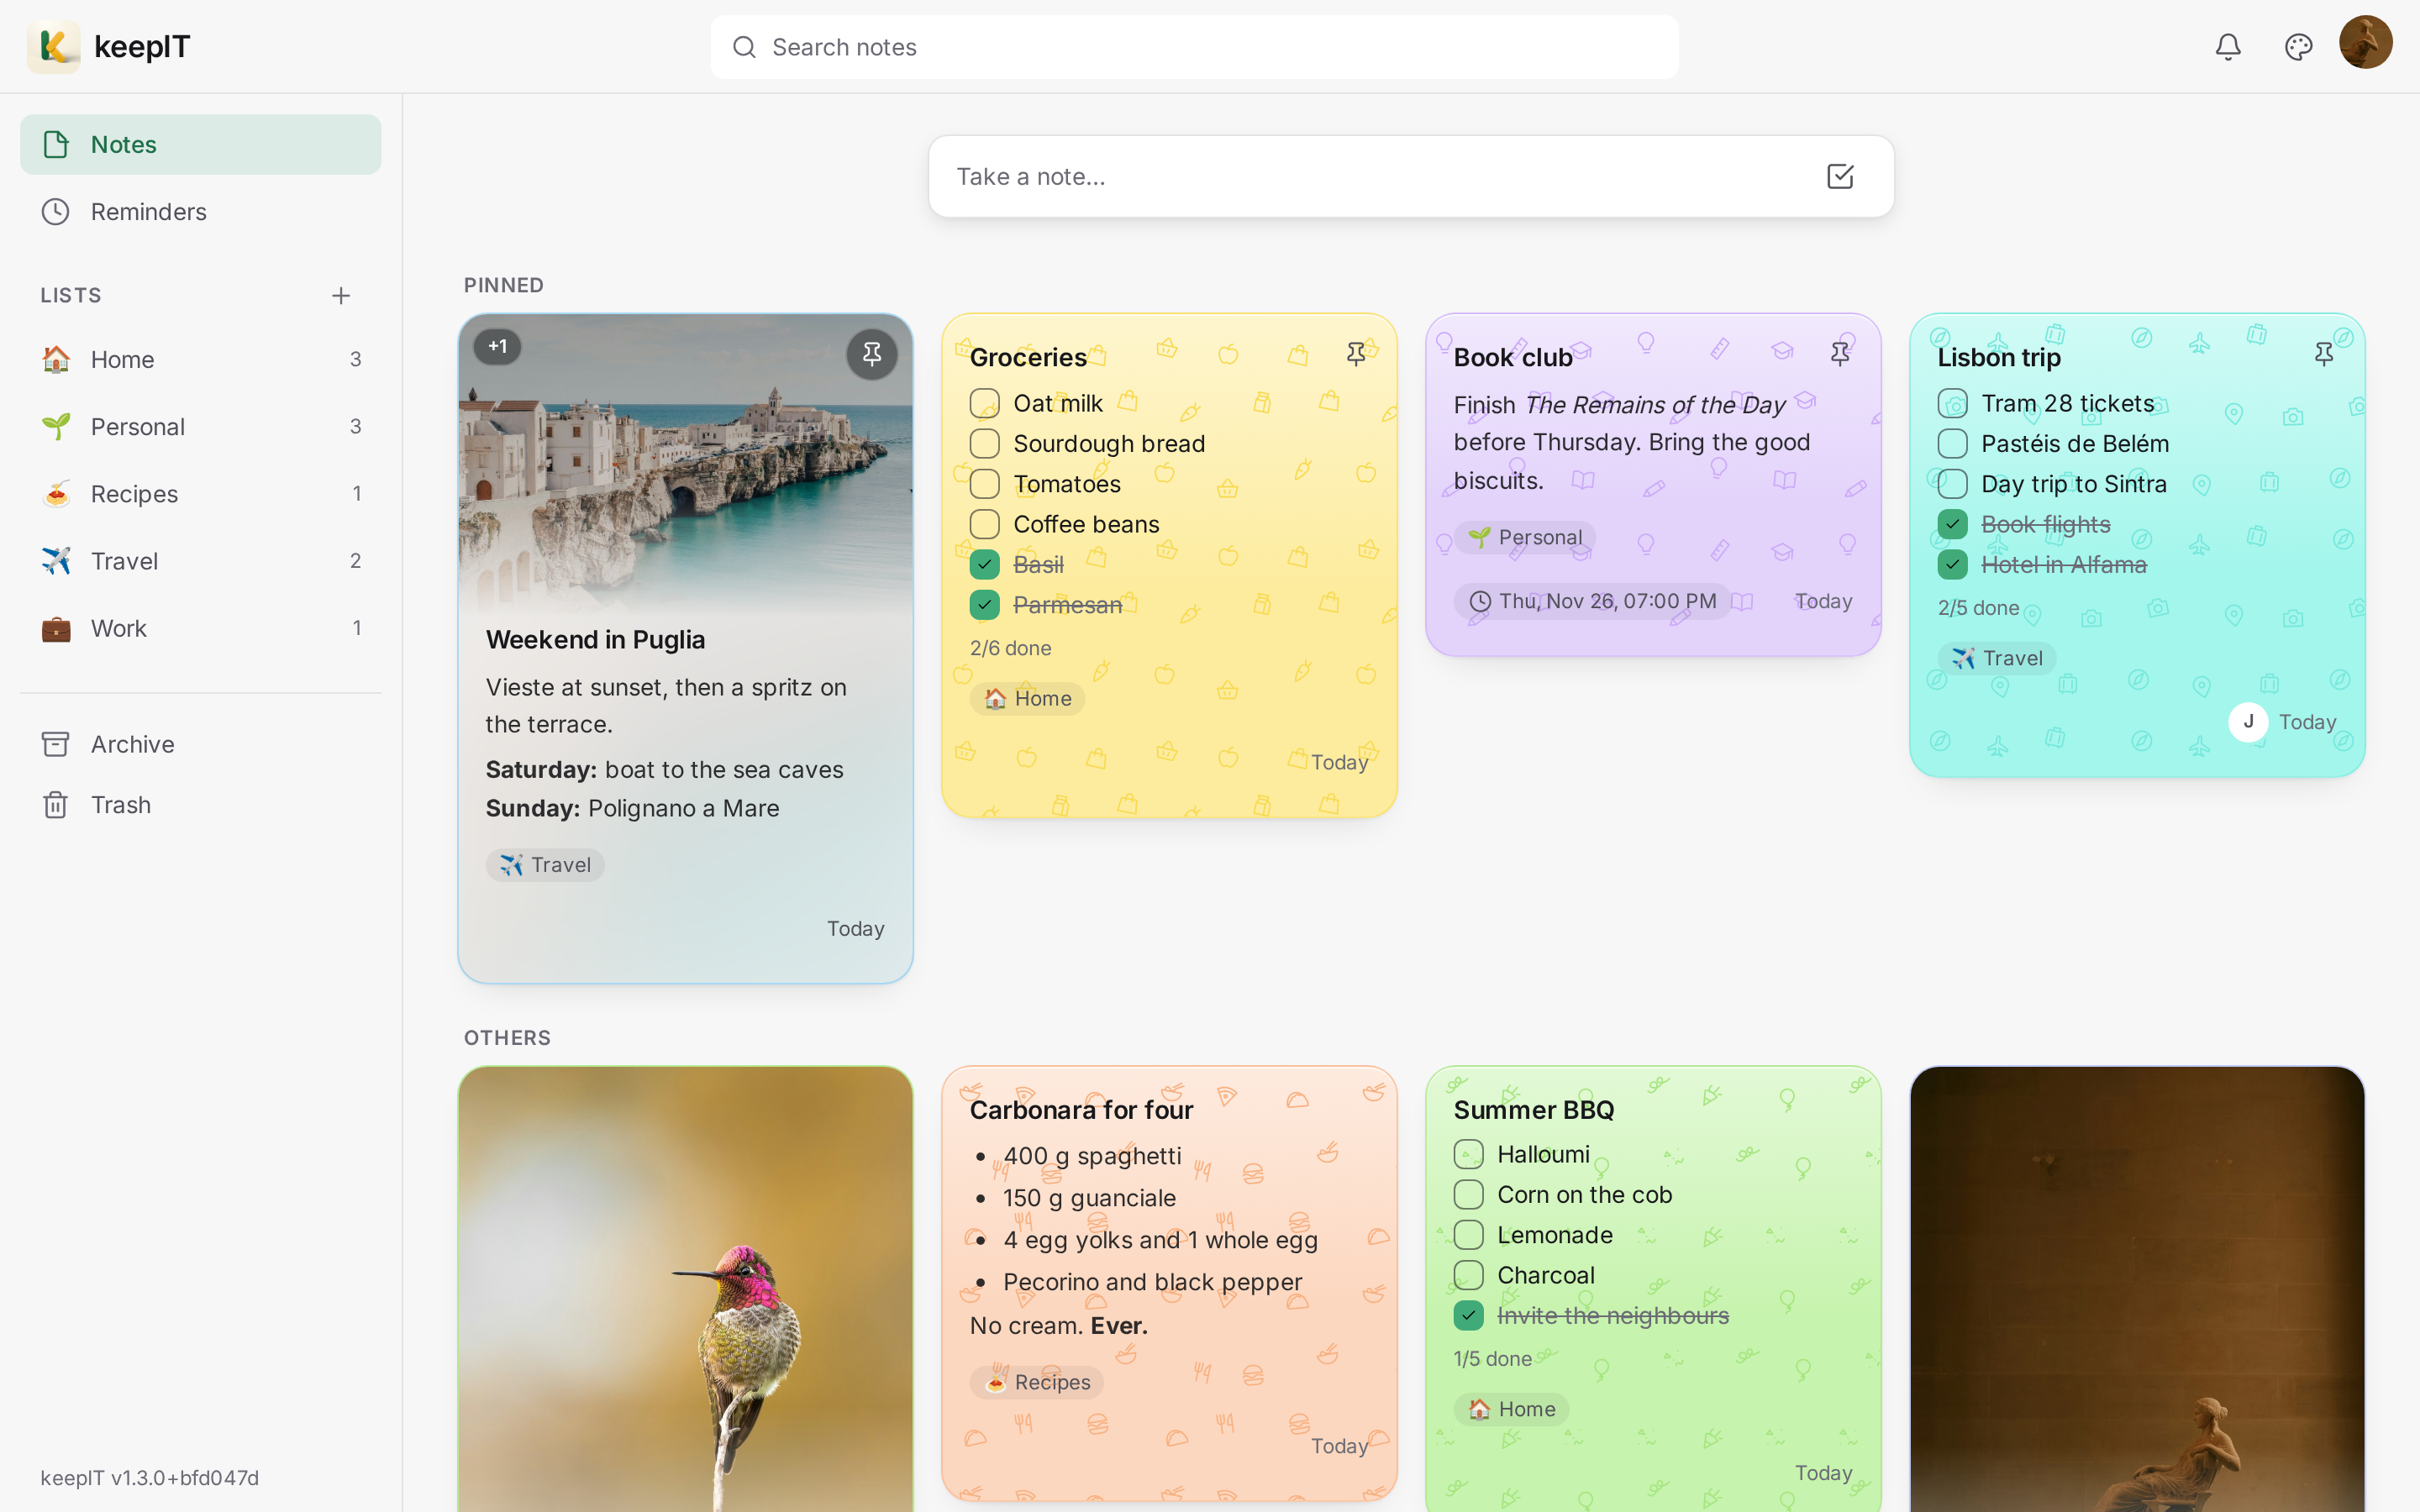 keepIT
Search notes
Notes
Reminders
LISTS
Home 3
Personal 3
Recipes 1
Travel 2
Work 1
Archive
Trash
keepIT v1.3.0+bfd047d
Take a note...
PINNED
+1
Weekend in Puglia
Vieste at sunset, then a spritz on
the terrace.
Saturday: boat to the sea caves
Sunday: Polignano a Mare
Travel
Today
Groceries
Oat milk
Sourdough bread
Tomatoes
Coffee beans
Basil
Parmesan
2/6 done
Home
Today
Book club
Finish The Remains of the Day
before Thursday. Bring the good
biscuits.
Personal
Thu, Nov 26, 07:00 PM
Today
Lisbon trip
Tram 28 tickets
Pastéis de Belém
Day trip to Sintra
Book flights
Hotel in Alfama
2/5 done
Travel
J Today
OTHERS
Carbonara for four
• 400 g spaghetti
• 150 g guanciale
• 4 egg yolks and 1 whole egg
• Pecorino and black pepper
No cream. Ever.
Recipes
Today
Summer BBQ
Halloumi
Corn on the cob
Lemonade
Charcoal
Invite the neighbours
1/5 done
Home
Today